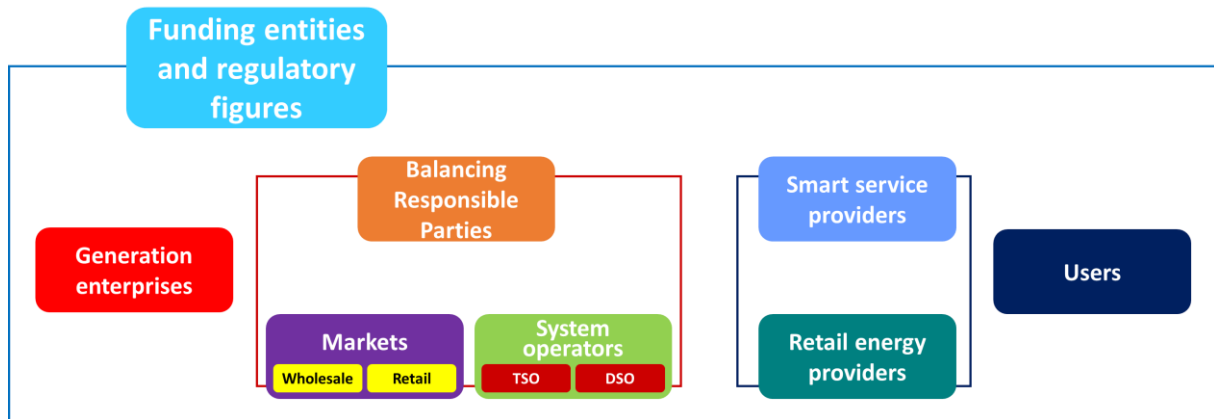 Funding entities
and regulatory
figures
Balancing
Responsible
Parties
Smart service
providers
Generation
enterprises
Users
Markets
Wholesale
Retail
System
operators
TSO
DSO
Retail energy
providers